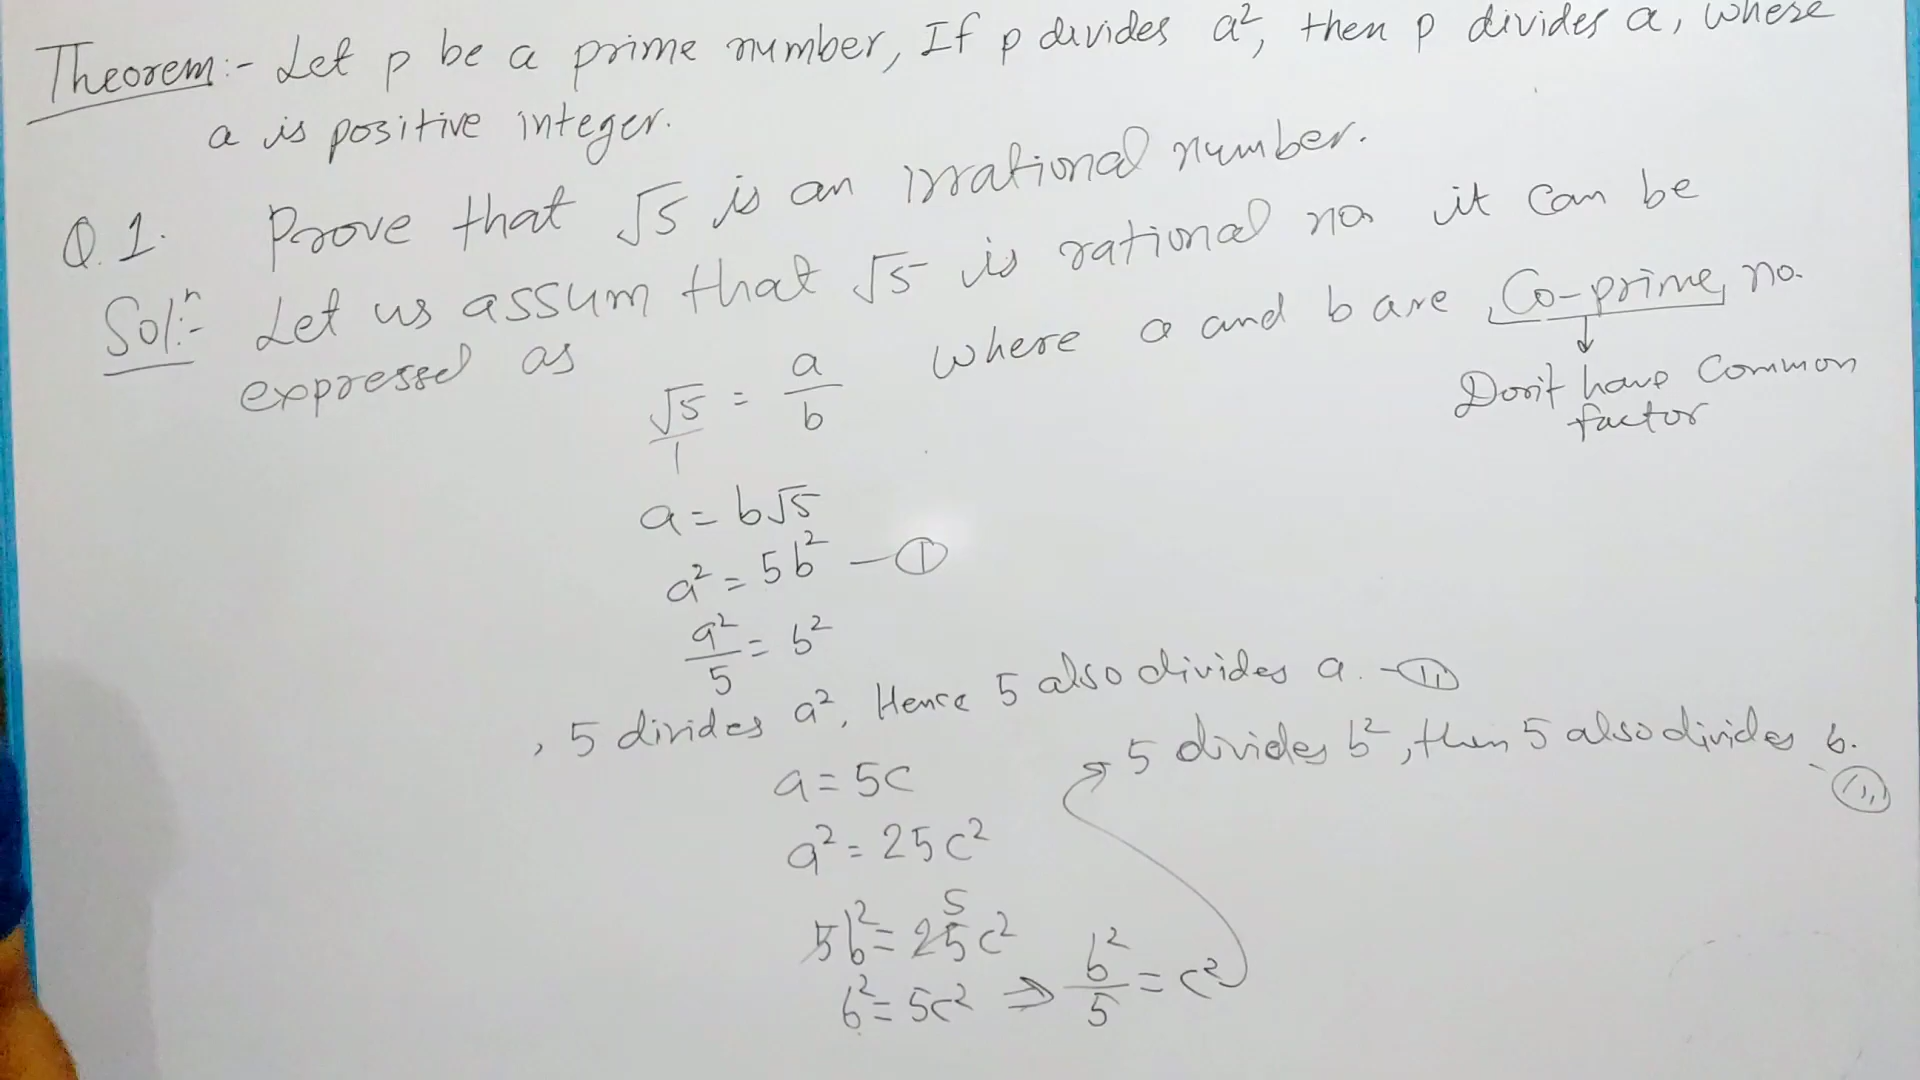 Theorem:- Let p be a prime number, If p divides a², then p divides a, where
a is positive integer.
Q.1. Prove that √5 is an irrational number.
Solⁿ:- Let us assum that √5 is rational no. it can be
expressed as
√5/1 = a/b where a and b are Co-prime no.
Don't have common
factor
a = b√5
a² = 5b² — (I)
a²/5 = b²
, 5 divides a², Hence 5 also divides a. — (II)
a = 5c
a² = 25c²
5b² = 25c²
5
b² = 5c² ⇒ b²/5 = c²
→ 5 divides b², then 5 also divides b.
(III)